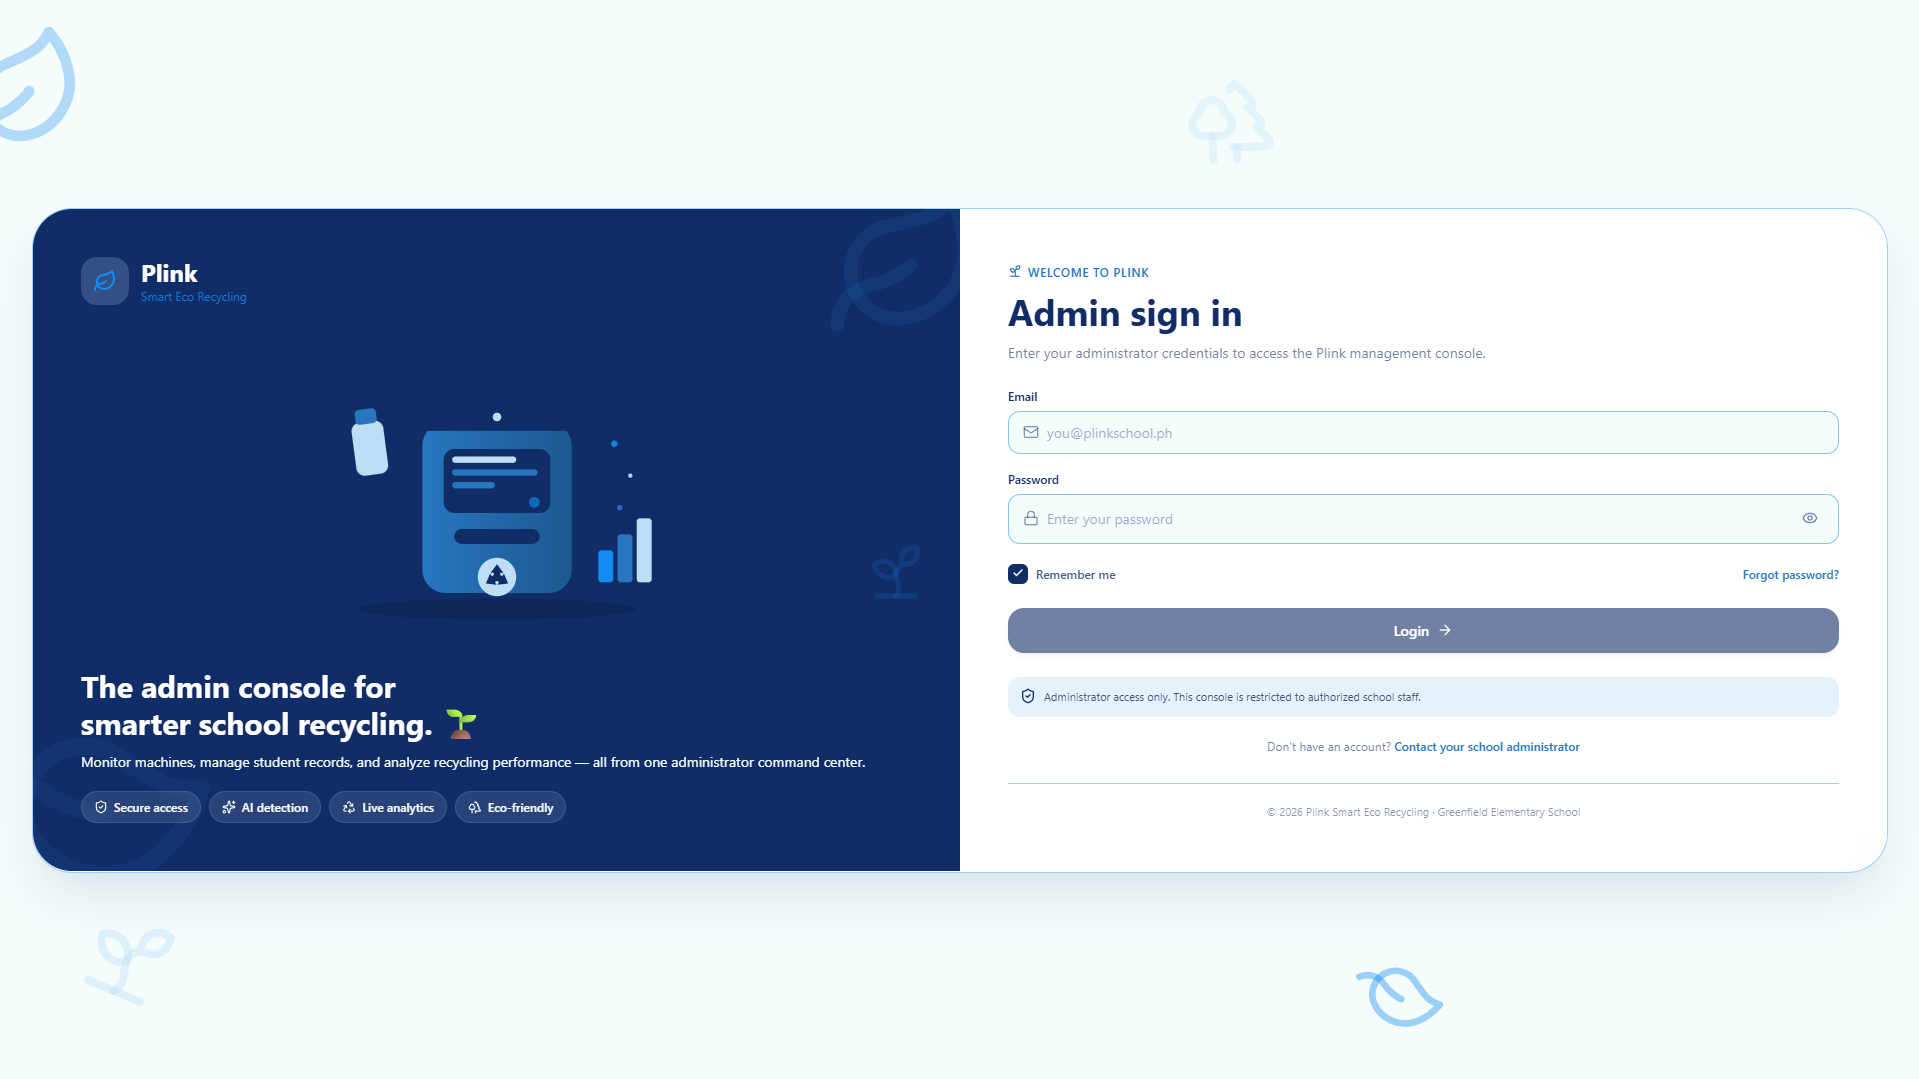 Plink
Smart Eco Recycling
The admin console for
smarter school recycling. 🌱
Monitor machines, manage student records, and analyze recycling performance — all from one administrator command center.
Secure access
AI detection
Live analytics
Eco-friendly
WELCOME TO PLINK
Admin sign in
Enter your administrator credentials to access the Plink management console.
Email
you@plinkschool.ph
Password
Enter your password
Remember me
Forgot password?
Login
Administrator access only. This console is restricted to authorized school staff.
Don't have an account? Contact your school administrator
© 2026 Plink Smart Eco Recycling · Greenfield Elementary School